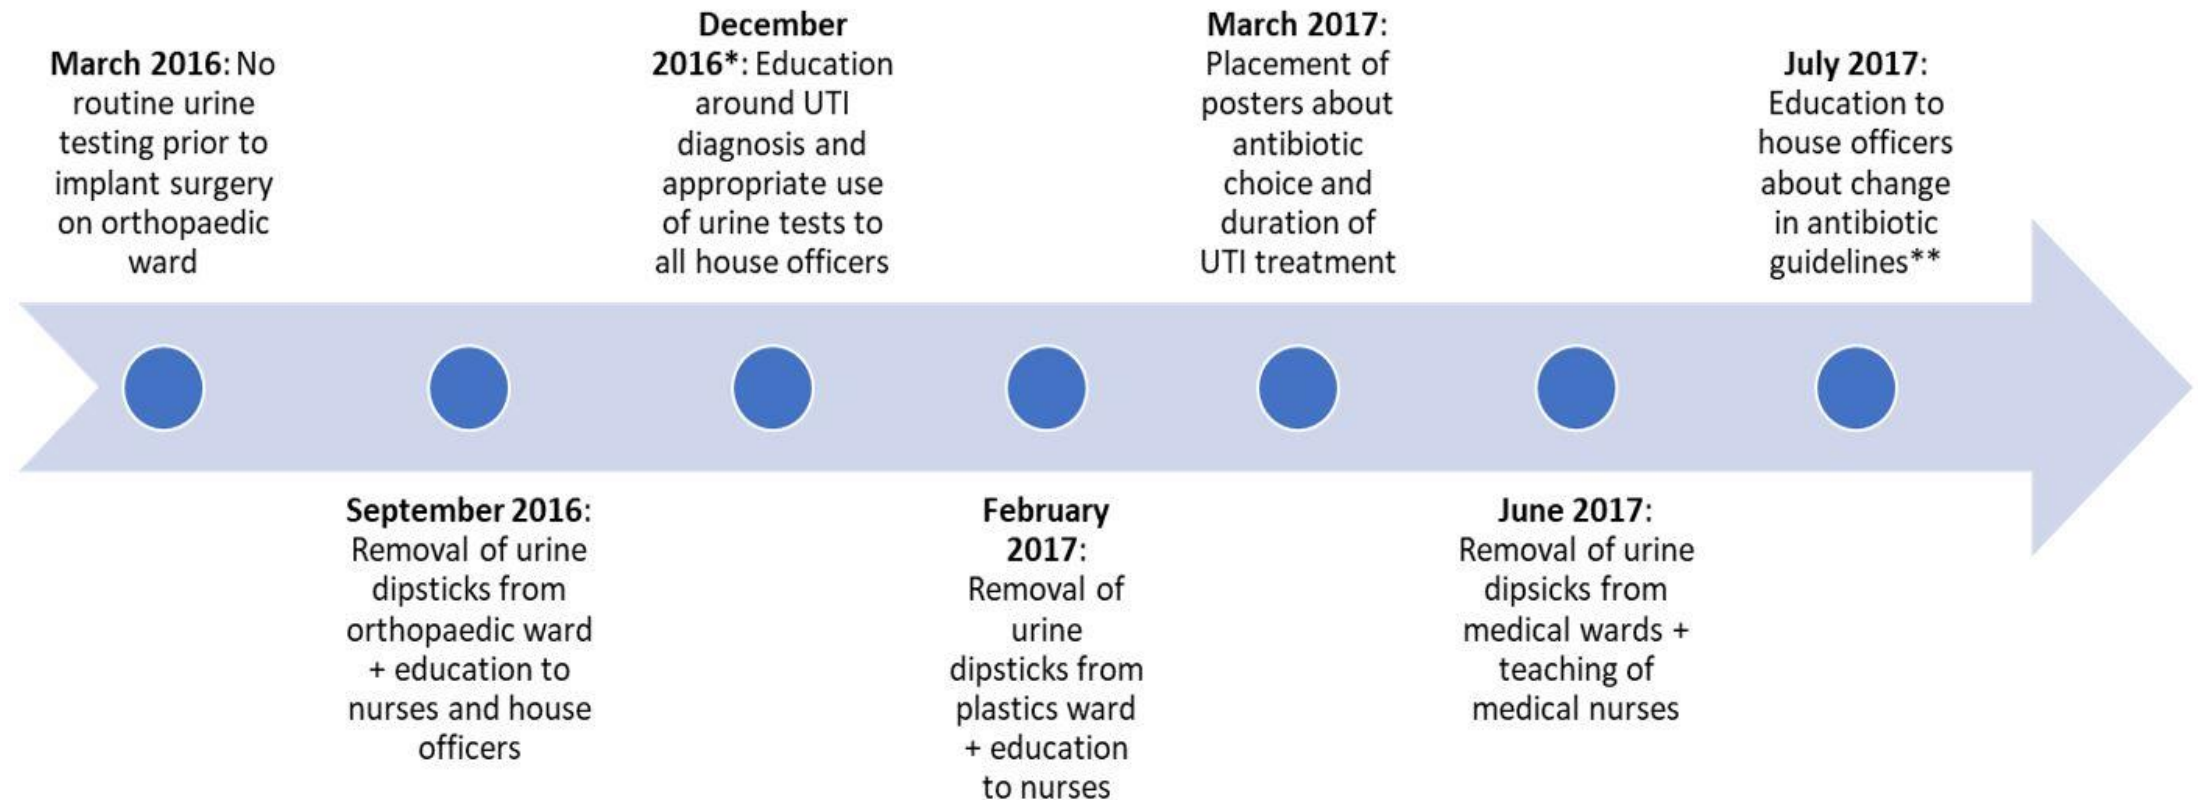 March 2016: No
routine urine
testing prior to
implant surgery
on orthopaedic
ward
September 2016:
Removal of urine
dipsticks from
orthopaedic ward
+ education to
nurses and house
officers
December
2016*: Education
around UTI
diagnosis and
appropriate use
of urine tests to
all house officers
February
2017:
Removal of
urine
dipsticks from
plastics ward
+ education
to nurses
March 2017:
Placement of
posters about
antibiotic
choice and
duration of
UTI treatment
June 2017:
Removal of urine
dipsicks from
medical wards +
teaching of
medical nurses
July 2017:
Education to
house officers
about change
in antibiotic
guidelines**